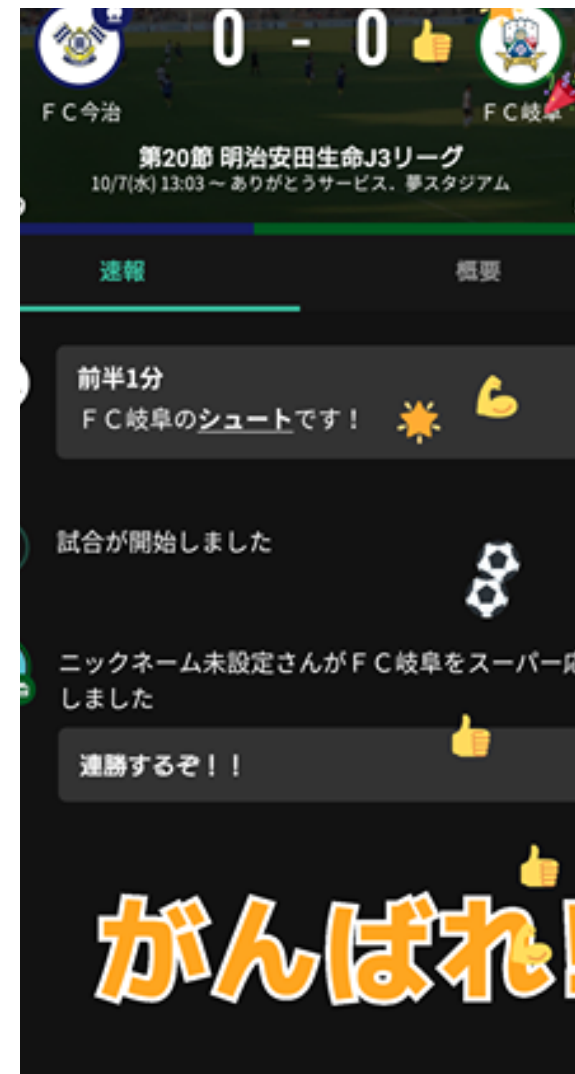 0 - 0
FC今治
FC岐阜
第20節 明治安田生命J3リーグ
10/7(水) 13:03 ~ ありがとうサービス．夢スタジアム
速報
概要
前半1分
FC岐阜のシュートです！
試合が開始しました
ニックネーム未設定さんがFC岐阜をスーパー応
しました
連勝するぞ！！
がんばれ！